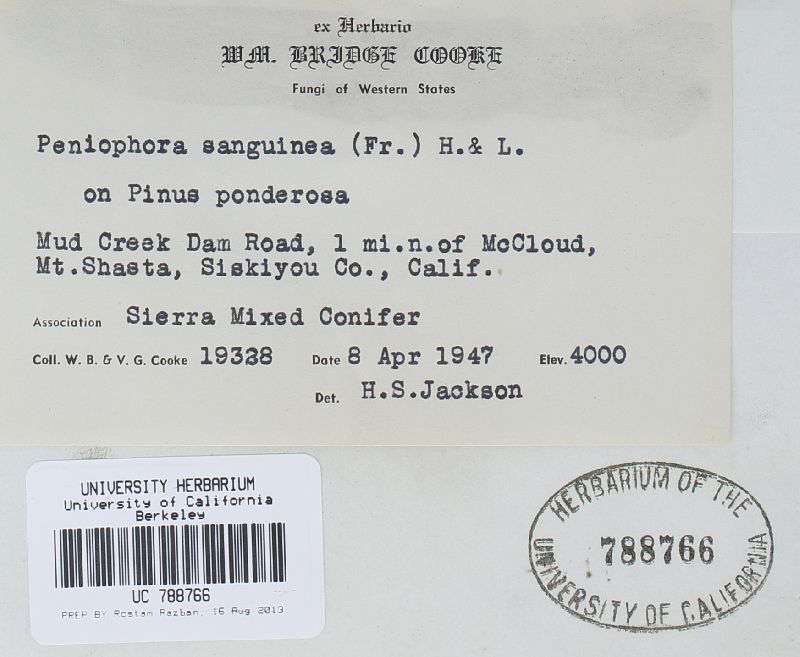 ex Herbario
WM. BRIDGE COOKE
Fungi of Western States
Peniophora sanguinea (Fr.) H.& L.
on Pinus ponderosa
Mud Creek Dam Road, 1 mi.n.of McCloud,
Mt.Shasta, Siskiyou Co., Calif.
Association Sierra Mixed Conifer
Coll. W. B. & V. G. Cooke 19328 Date 8 Apr 1947 Elev. 4000
Det. H.S.Jackson
UNIVERSITY HERBARIUM
University of California
Berkeley
UC 788766
PREP BY Rostam Razban, 16 Aug 2013
HERBARIUM OF THE
788766
UNIVERSITY OF CALIFORNIA